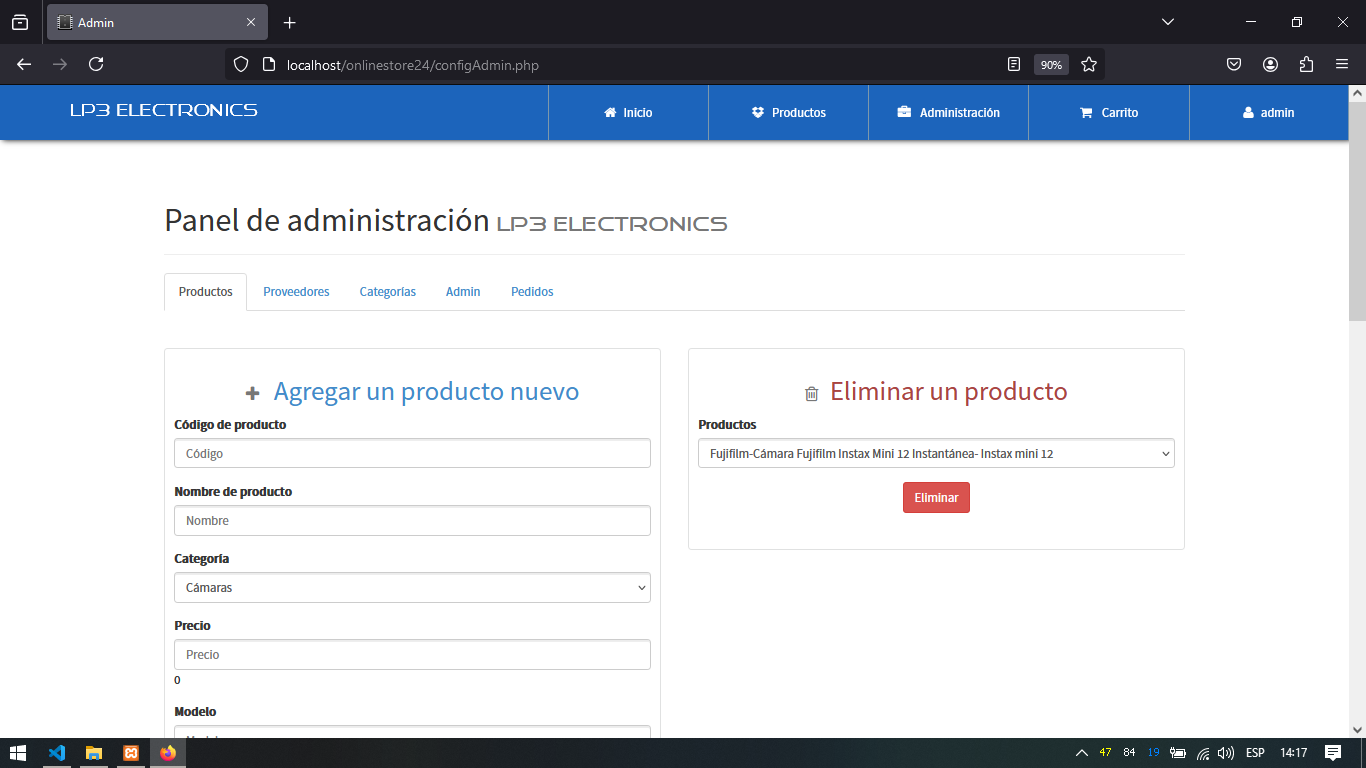 Admin
localhost/onlinestore24/configAdmin.php
90%
LP3 ELECTRONICS
Inicio
Productos
Administración
Carrito
admin
Panel de administración LP3 ELECTRONICS
Productos
Proveedores
Categorías
Admin
Pedidos
Agregar un producto nuevo
Código de producto
Código
Nombre de producto
Nombre
Categoría
Cámaras
Precio
Precio
0
Modelo
Eliminar un producto
Productos
Fujifilm-Cámara Fujifilm Instax Mini 12 Instantánea- Instax mini 12
Eliminar
47 84 19 ESP 14:17